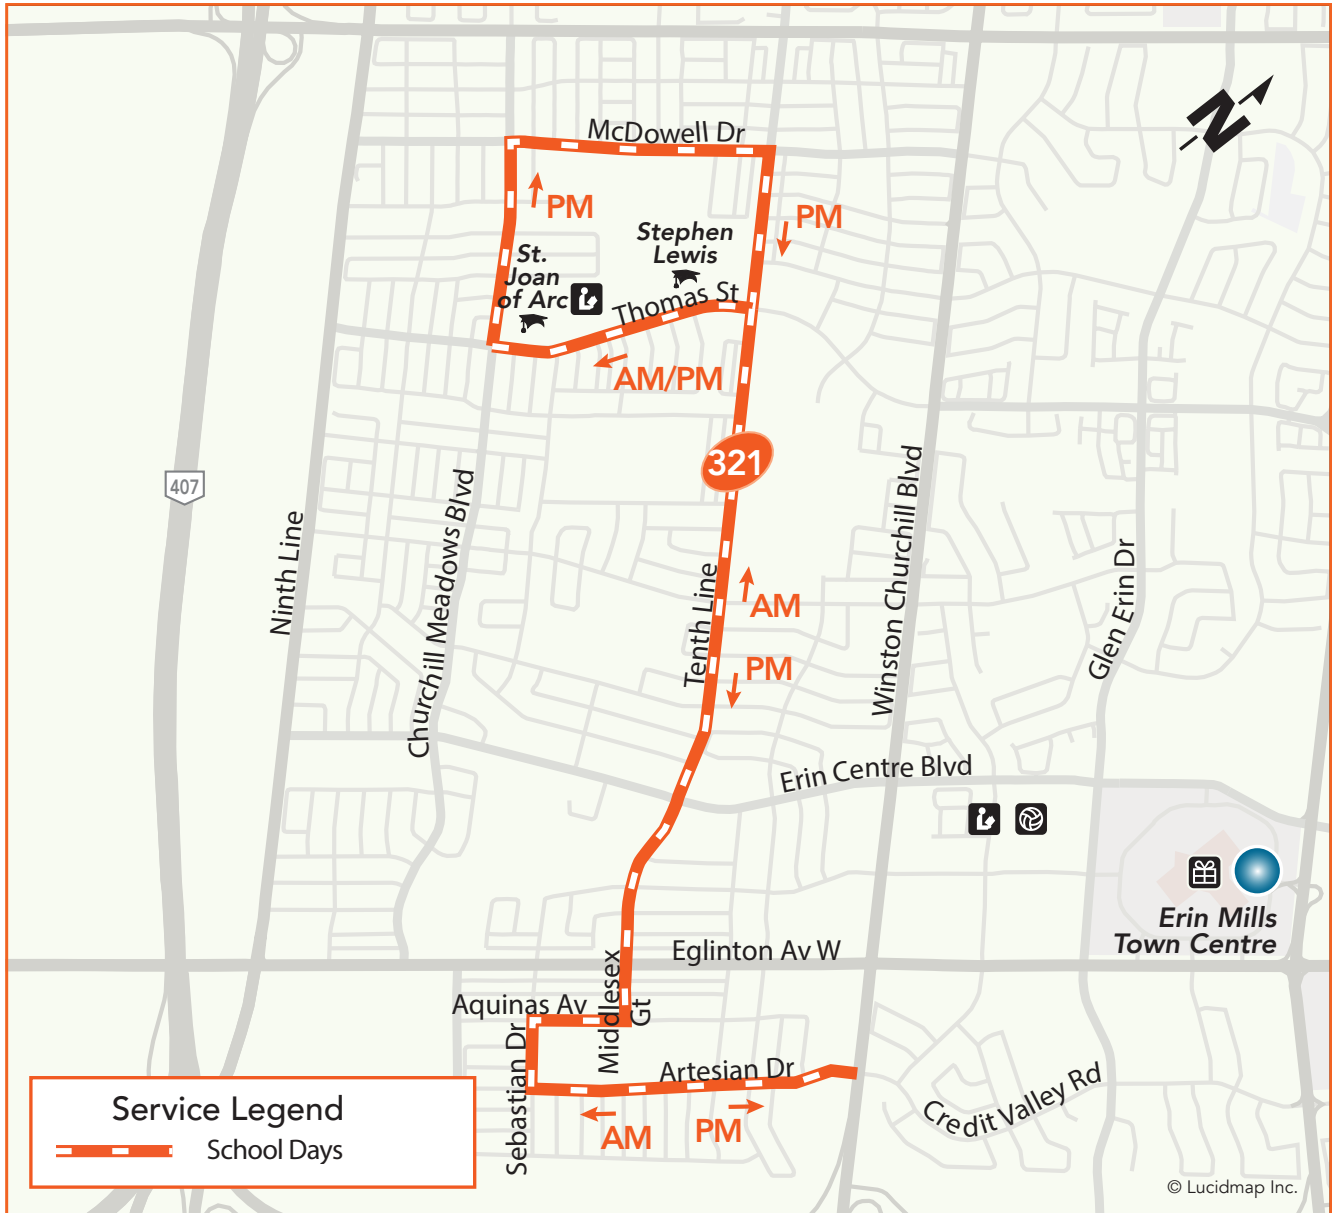 McDowell Dr
N
PM
PM
Stephen
Lewis
St.
Joan
of Arc
Thomas St
AM/PM
321
407
Ninth Line
Churchill Meadows Blvd
Tenth Line
Winston Churchill Blvd
Glen Erin Dr
AM
PM
Erin Centre Blvd
Erin Mills
Town Centre
Eglinton Av W
Middlesex
Gt
Aquinas Av
Sebastian Dr
Artesian Dr
AM
PM
Credit Valley Rd
Service Legend
School Days
© Lucidmap Inc.